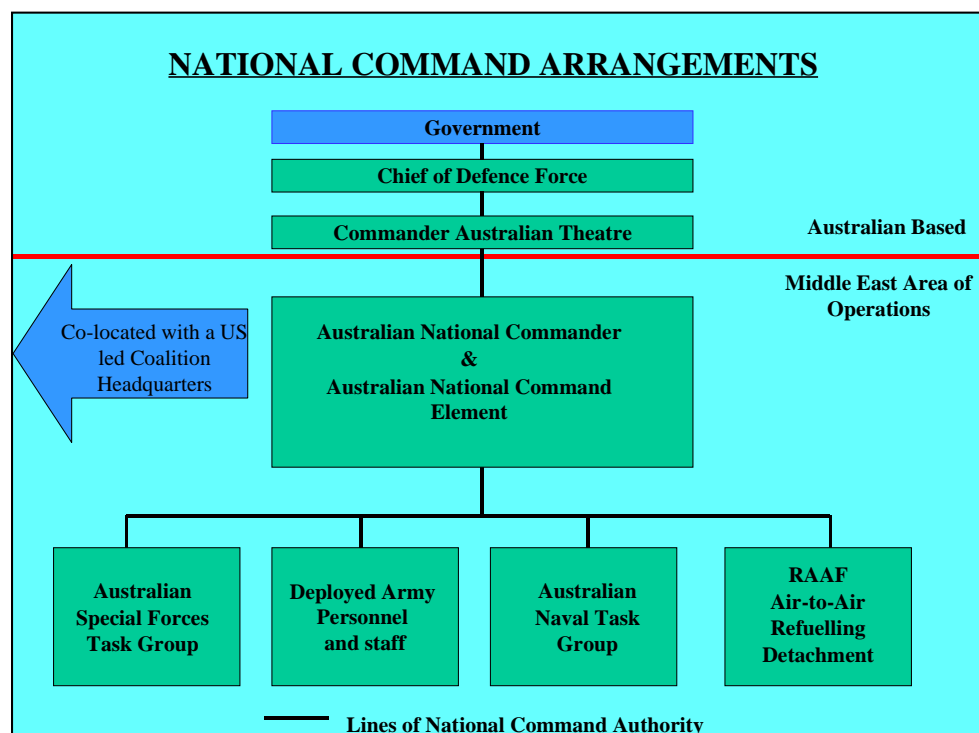 NATIONAL COMMAND ARRANGEMENTS
Government
Chief of Defence Force
Commander Australian Theatre
Australian Based
Middle East Area of
Operations
Co-located with a US
led Coalition
Headquarters
Australian National Commander
&
Australian National Command
Element
Australian
Special Forces
Task Group
Deployed Army
Personnel
and staff
Australian
Naval Task
Group
RAAF
Air-to-Air
Refuelling
Detachment
Lines of National Command Authority